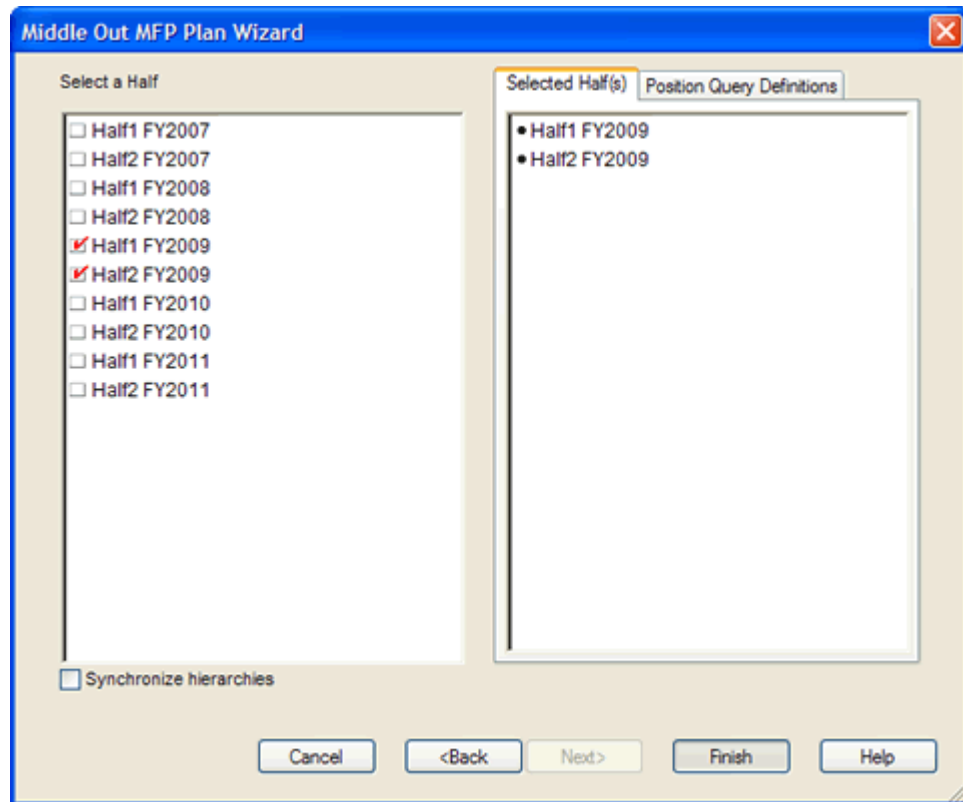 Middle Out MFP Plan Wizard
Select a Half
Half1 FY2007
Half2 FY2007
Half1 FY2008
Half2 FY2008
Half1 FY2009
Half2 FY2009
Half1 FY2010
Half2 FY2010
Half1 FY2011
Half2 FY2011
Synchronize hierarchies
Selected Half(s) Position Query Definitions
• Half1 FY2009
• Half2 FY2009
Cancel <Back Next> Finish Help